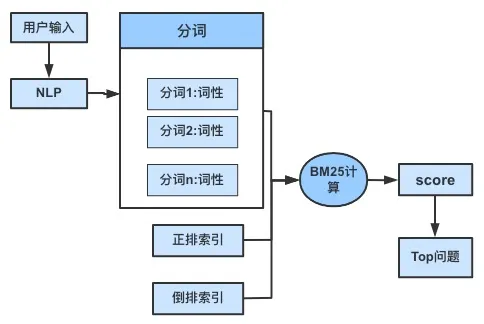 用户输入
NLP
分词
分词1:词性
分词2:词性
分词n:词性
正排索引
倒排索引
BM25计
算
score
Top问题